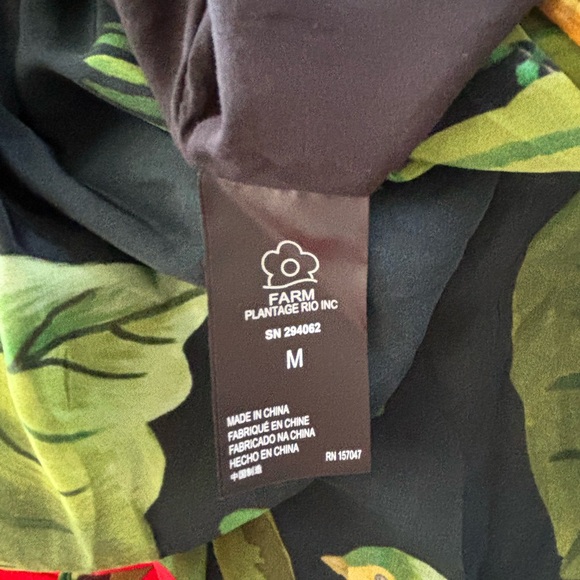 FARM
PLANTAGE RIO INC
SN 294062
M
MADE IN CHINA
FABRIQUÉ EN CHINE
FABRICADO NA CHINA
HECHO EN CHINA
中国制造
RN 157047